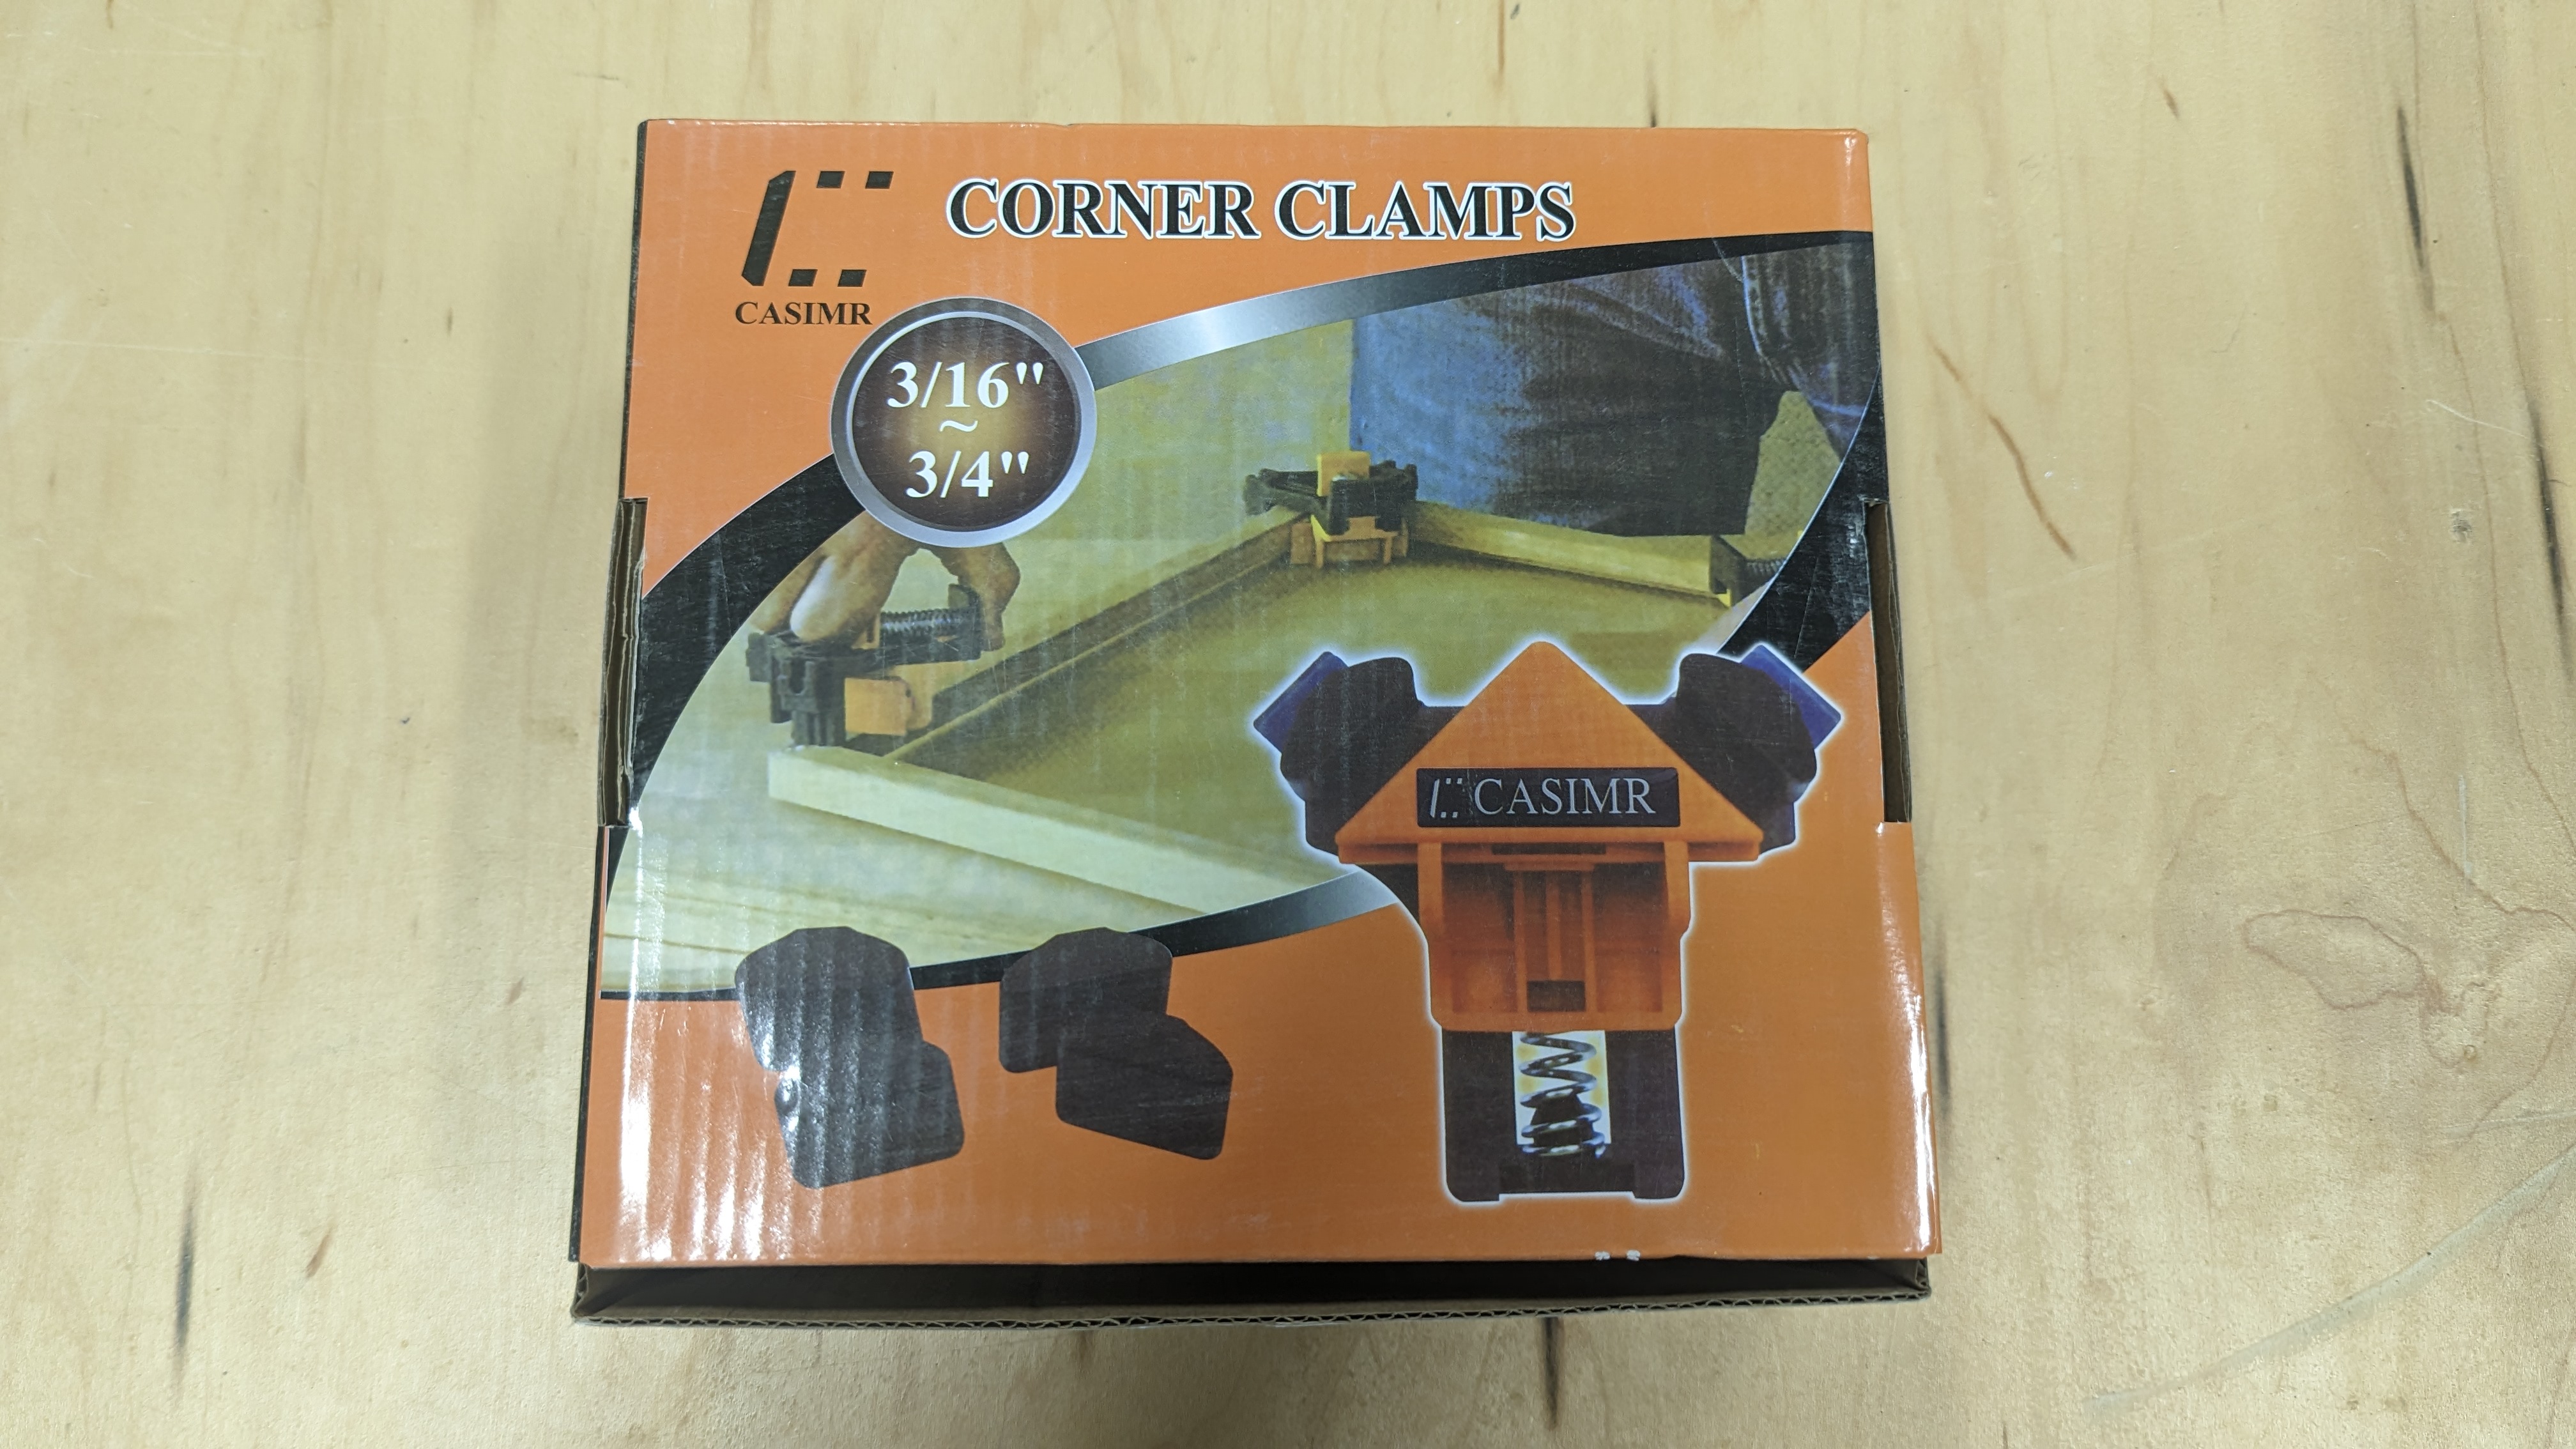 CORNER CLAMPS
CASIMR
3/16"
~
3/4"
CASIMR